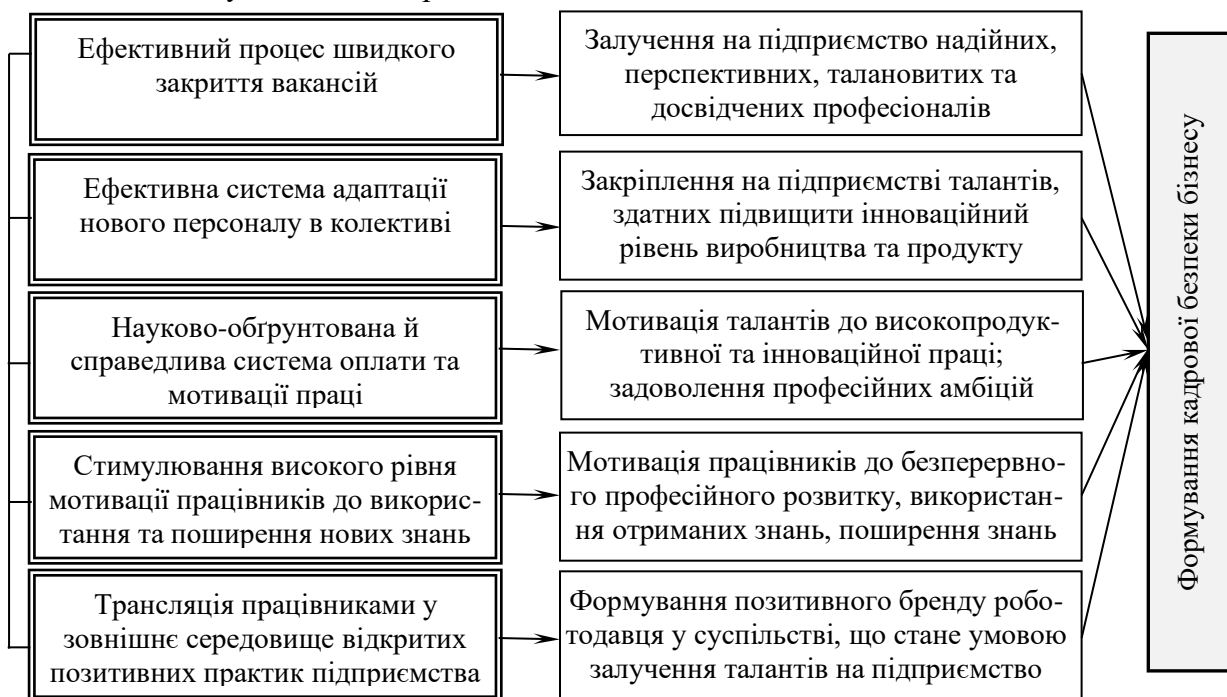 Ефективний процес швидкого
закриття вакансій
Залучення на підприємство надійних,
перспективних, талановитих та
досвідчених професіоналів
Ефективна система адаптації
нового персоналу в колективі
Закріплення на підприємстві талантів,
здатних підвищити інноваційний
рівень виробництва та продукту
Науково-обґрунтована й
справедлива система оплати та
мотивації праці
Мотивація талантів до високопродук-
тивної та інноваційної праці;
задоволення професійних амбіцій
Стимулювання високого рівня
мотивації працівників до викорис-
тання та поширення нових знань
Мотивація працівників до безперервно-
го професійного розвитку, використан-
ня отриманих знань, поширення знань
Трансляція працівниками у
зовнішнє середовище відкритих
позитивних практик підприємства
Формування позитивного бренду робо-
тодавця у суспільстві, що стане умовою
залучення талантів на підприємство
Формування кадрової безпеки бізнесу